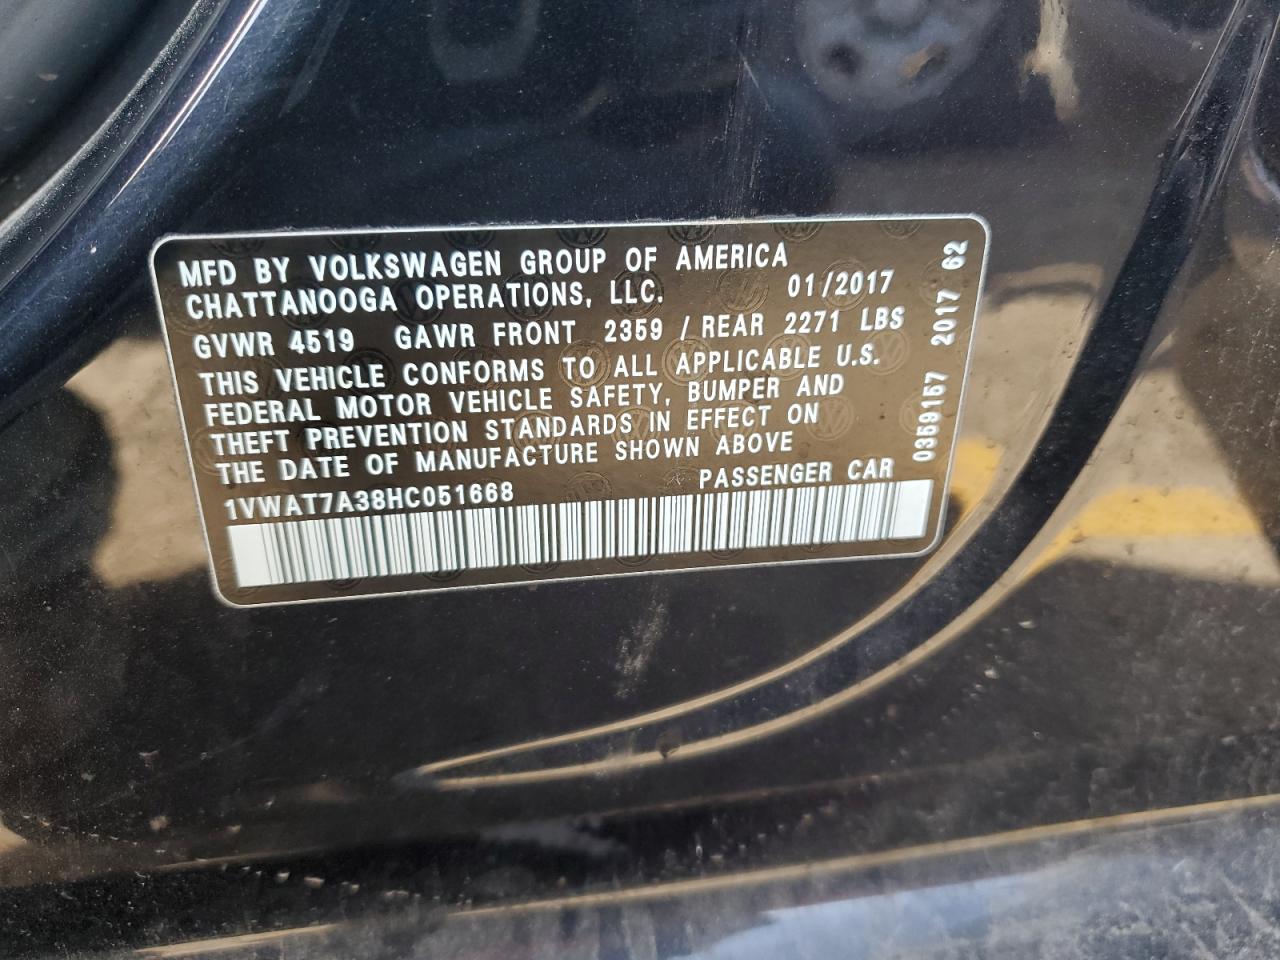 MFD BY VOLKSWAGEN GROUP OF AMERICA
CHATTANOOGA OPERATIONS, LLC. 01/2017
GVWR 4519 GAWR FRONT 2359 / REAR 2271 LBS
THIS VEHICLE CONFORMS TO ALL APPLICABLE U.S.
FEDERAL MOTOR VEHICLE SAFETY, BUMPER AND
THEFT PREVENTION STANDARDS IN EFFECT ON
THE DATE OF MANUFACTURE SHOWN ABOVE
1VWAT7A38HC051668 PASSENGER CAR
0359157 2017 62